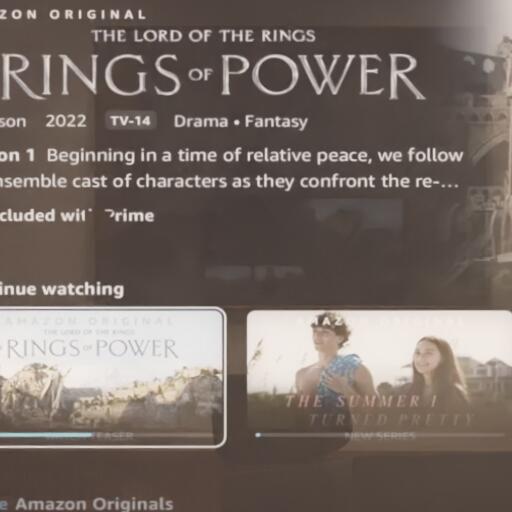 ZON ORIGINAL
THE LORD OF THE RINGS
RINGS OF POWER
son 2022 TV-14 Drama • Fantasy
on 1 Beginning in a time of relative peace, we follow
nsemble cast of characters as they confront the re-...
cluded wit Prime
inue watching
AMAZON ORIGINAL
THE LORD OF THE RINGS
RINGS OF POWER
TEASER
THE SUMMER I
TURNED PRETTY
NEW SERIES
e Amazon Originals